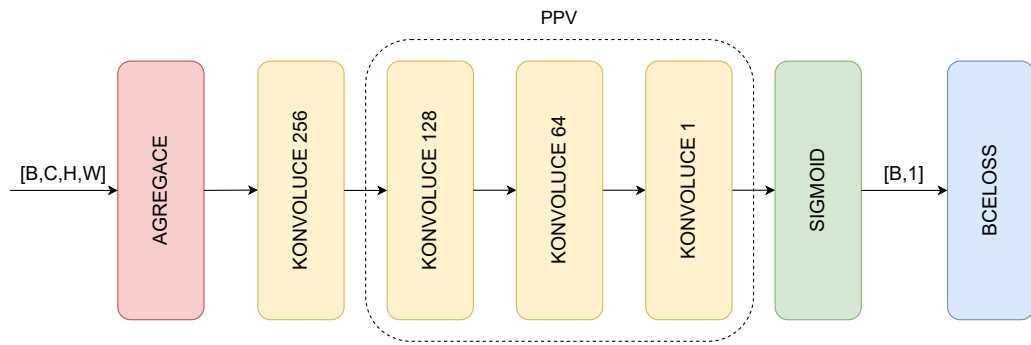 PPV
[B,C,H,W]
AGREGACE
KONVOLUCE 256
KONVOLUCE 128
KONVOLUCE 64
KONVOLUCE 1
SIGMOID
[B,1]
BCELOSS